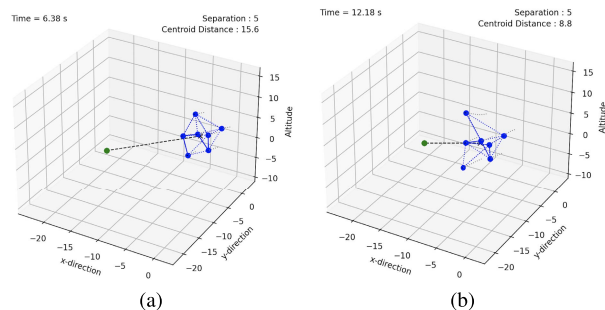 Time = 6.38 s
Separation : 5
Centroid Distance : 15.6
15
10
5
0
−5
−10
Altitude
0
−5
−10
−15
−20
y-direction
−20
−15
−10
−5
0
x-direction
(a)
Time = 12.18 s
Separation : 5
Centroid Distance : 8.8
15
10
5
0
−5
−10
Altitude
0
−5
−10
−15
−20
y-direction
−20
−15
−10
−5
0
x-direction
(b)